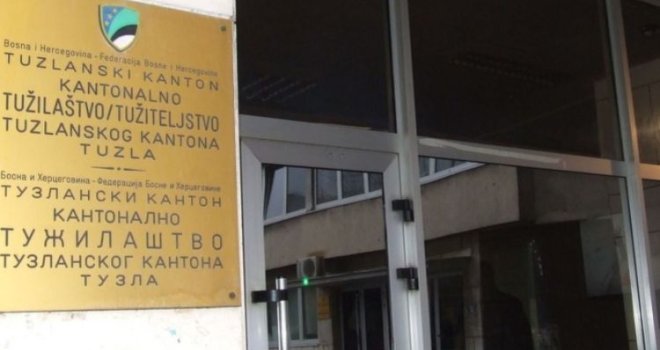 Bosna i Hercegovina - Federacija Bosne i Hercegovine
TUZLANSKI KANTON
KANTONALNO
TUŽILAŠTVO/TUŽITELJSTVO
TUZLANSKOG KANTONA
TUZLA
Босна и Херцеговина - Федерација Босне и Херцеговине
ТУЗЛАНСКИ КАНТОН
КАНТОНАЛНО
ТУЖИЛАШТВО
ТУЗЛАНСКОГ КАНТОНА
ТУЗЛА